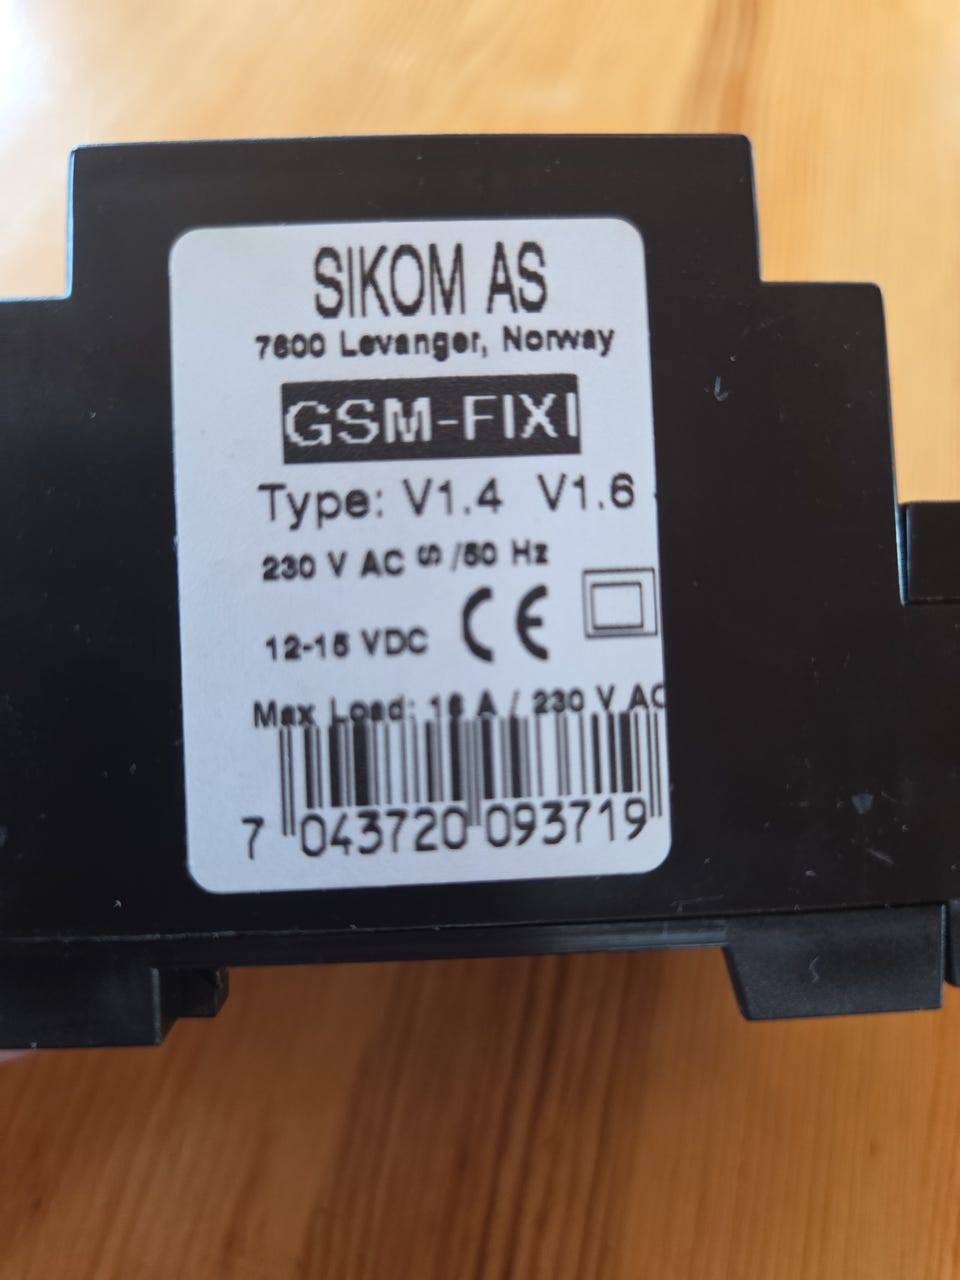 SIKOM AS
7600 Levanger, Norway
GSM-FIXI
Type: V1.4 V1.6
230 V AC /50 Hz
12-15 VDC CE
Max Load: 16 A / 230 V AC
7 043720 093719